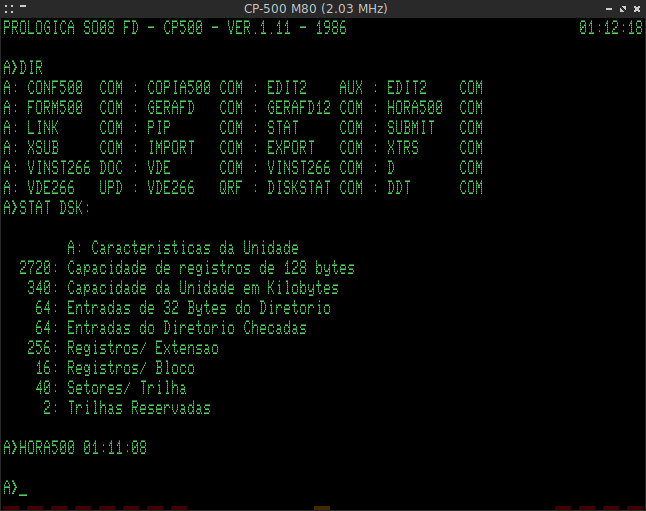 CP-500 M80 (2.03 MHz)
PROLOGICA SO08 FD - CP500 - VER.1.11 - 1986 01:12:18
A>DIR
A: CONF500 COM : COPIA500 COM : EDIT2 AUX : EDIT2 COM
A: FORM500 COM : GERAFD COM : GERAFD12 COM : HORA500 COM
A: LINK COM : PIP COM : STAT COM : SUBMIT COM
A: XSUB COM : IMPORT COM : EXPORT COM : XTRS COM
A: VINST266 DOC : VDE COM : VINST266 COM : D COM
A: VDE266 UPD : VDE266 QRF : DISKSTAT COM : DDT COM
A>STAT DSK:
A: Caracteristicas da Unidade
2720: Capacidade de registros de 128 bytes
340: Capacidade da Unidade em Kilobytes
64: Entradas de 32 Bytes do Diretorio
64: Entradas do Diretorio Checadas
256: Registros/ Extensao
16: Registros/ Bloco
40: Setores/ Trilha
2: Trilhas Reservadas
A>HORA500 01:11:08
A>_